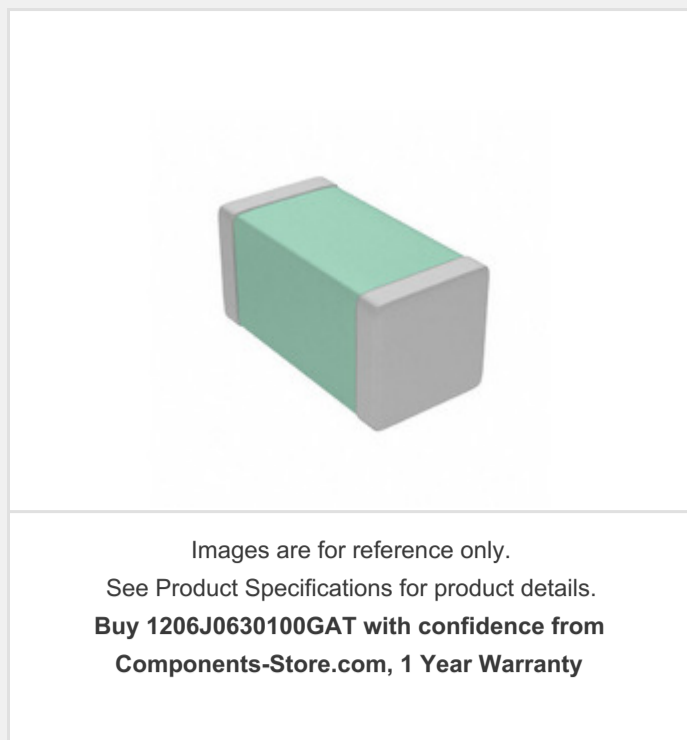 Images are for reference only.
See Product Specifications for product details.
Buy 1206J0630100GAT with confidence from
Components-Store.com, 1 Year Warranty